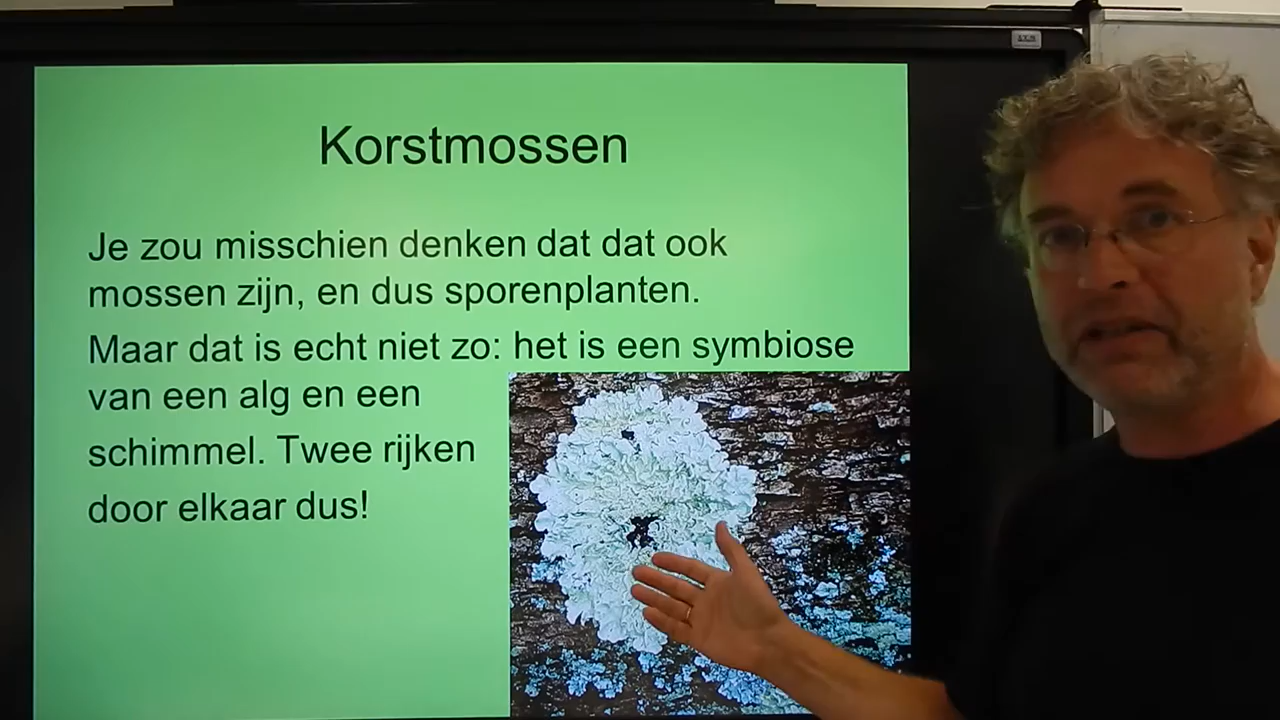 Korstmossen
Je zou misschien denken dat dat ook
mossen zijn, en dus sporenplanten.
Maar dat is echt niet zo: het is een symbiose
van een alg en een
schimmel. Twee rijken
door elkaar dus!